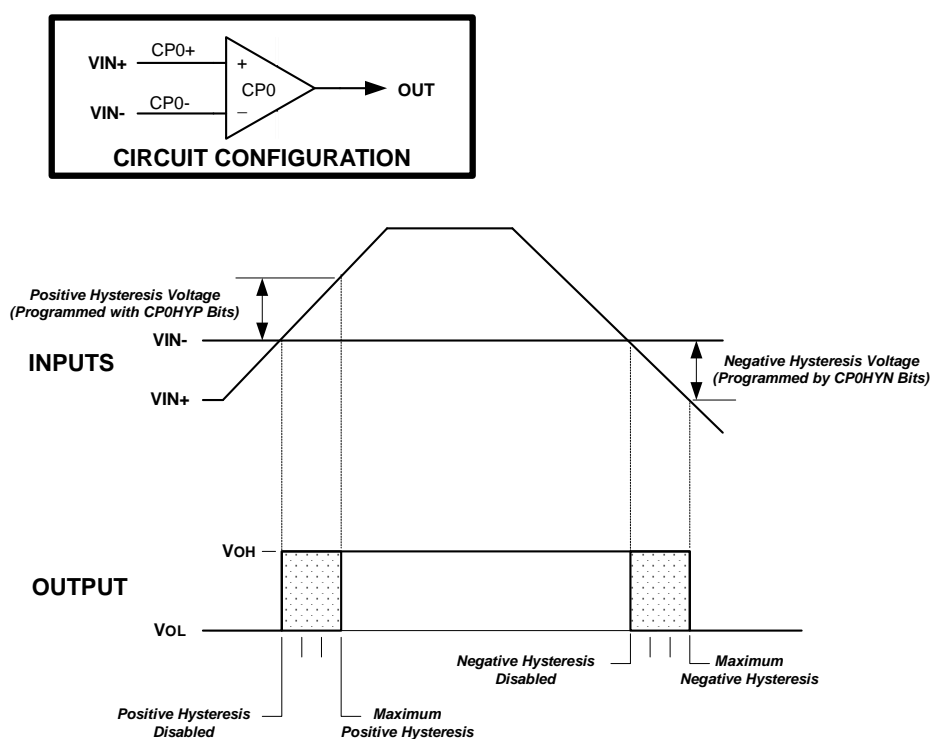 VIN+
CP0+
+
CP0
OUT
VIN-
CP0-
−
CIRCUIT CONFIGURATION
Positive Hysteresis Voltage
(Programmed with CP0HYP Bits)
VIN-
INPUTS
Negative Hysteresis Voltage
(Programmed by CP0HYN Bits)
VIN+
VOH
OUTPUT
VOL
Negative Hysteresis
Disabled
Maximum
Negative Hysteresis
Positive Hysteresis
Disabled
Maximum
Positive Hysteresis